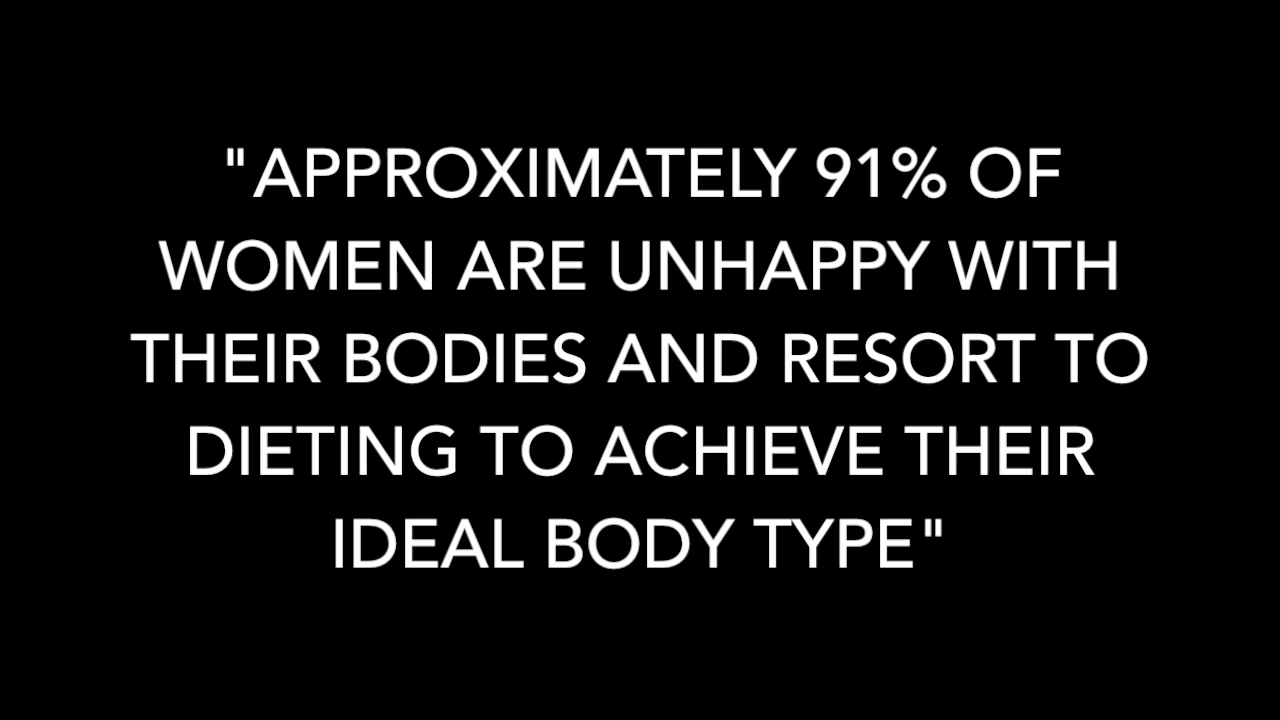 "APPROXIMATELY 91% OF
WOMEN ARE UNHAPPY WITH
THEIR BODIES AND RESORT TO
DIETING TO ACHIEVE THEIR
IDEAL BODY TYPE"